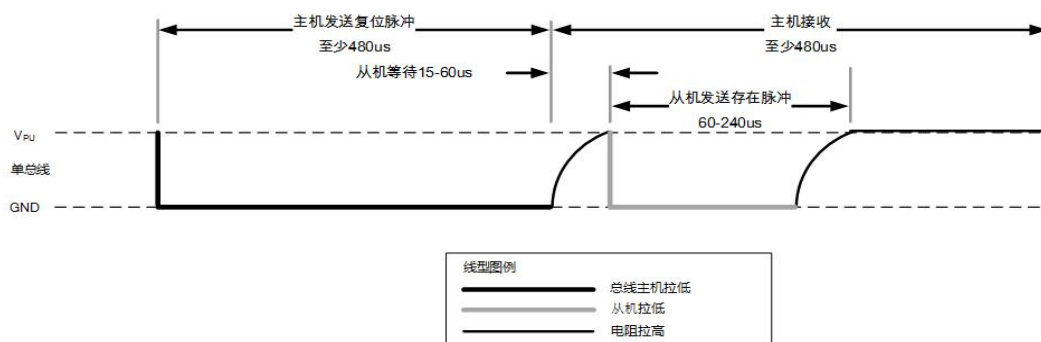 主机发送复位脉冲
至少480us
主机接收
至少480us
从机等待15-60us
从机发送存在脉冲
60-240us
VPU
单总线
GND
线型图例
总线主机拉低
从机拉低
电阻拉高